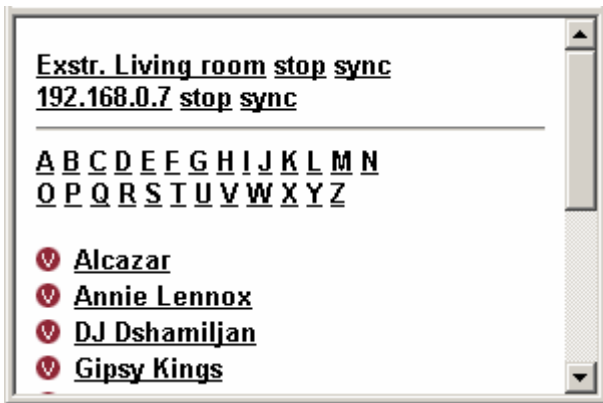 Exstr. Living room stop sync
192.168.0.7 stop sync
A B C D E F G H I J K L M N
O P Q R S T U V W X Y Z
V Alcazar
V Annie Lennox
V DJ Dshamiljan
V Gipsy Kings